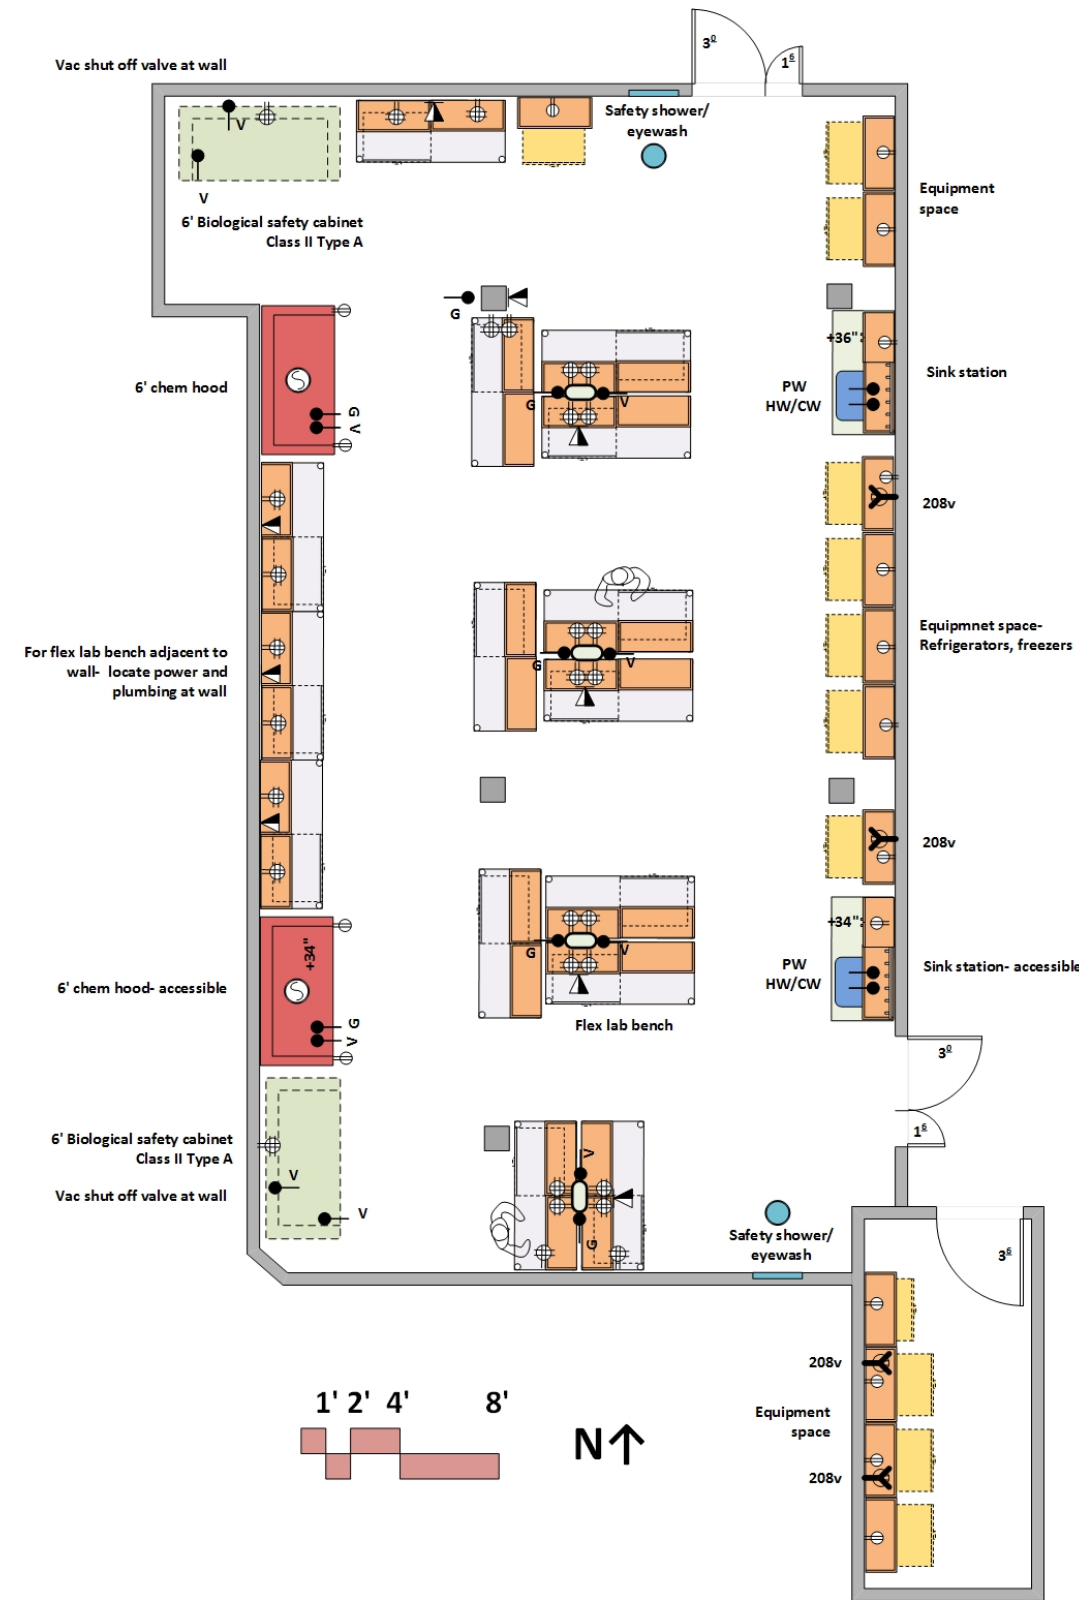 3⁰
1⁶
Vac shut off valve at wall
V
V
Safety shower/
eyewash
6' Biological safety cabinet
Class II Type A
Equipment
space
G
+36":
6' chem hood
G
V
G
V
PW
HW/CW
Sink station
208v
For flex lab bench adjacent to
wall- locate power and
plumbing at wall
G
V
Equipmnet space-
Refrigerators, freezers
208v
+34"
+34":
6' chem hood- accessible
G
V
G
V
Flex lab bench
PW
HW/CW
Sink station- accessible
3⁰
1⁶
6' Biological safety cabinet
Class II Type A
Vac shut off valve at wall
V
V
V
G
Safety shower/
eyewash
3⁶
208v
Equipment
space
208v
1' 2' 4' 8'
N↑